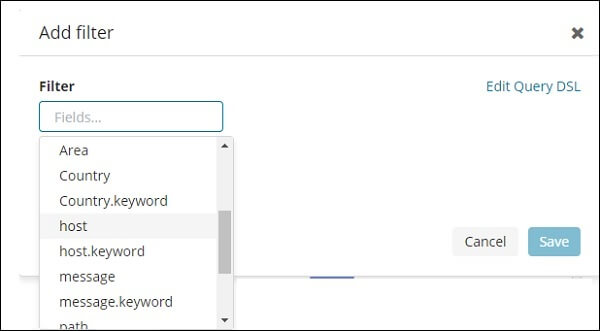 Add filter
✖
Filter
Edit Query DSL
Fields...
Area
Country
Country.keyword
host
host.keyword
Cancel
Save
message
message.keyword
path